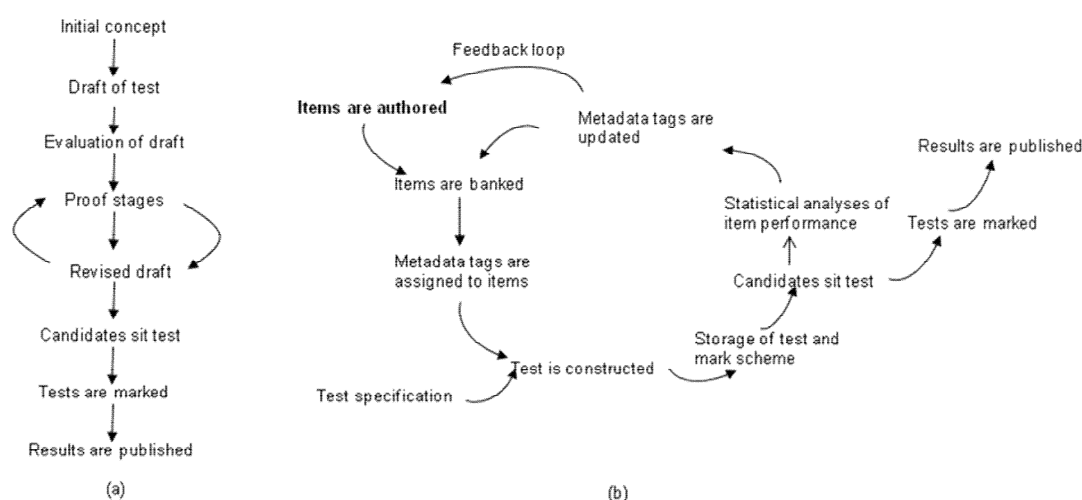 Initial concept
Draft of test
Evaluation of draft
Proof stages
Revised draft
Candidates sit test
Tests are marked
Results are published
(a)
Feedback loop
Items are authored
Metadata tags are
updated
Items are banked
Metadata tags are
assigned to items
Test is constructed
Test specification
Storage of test and
mark scheme
Candidates sit test
Statistical analyses of
item performance
Tests are marked
Results are published
(b)